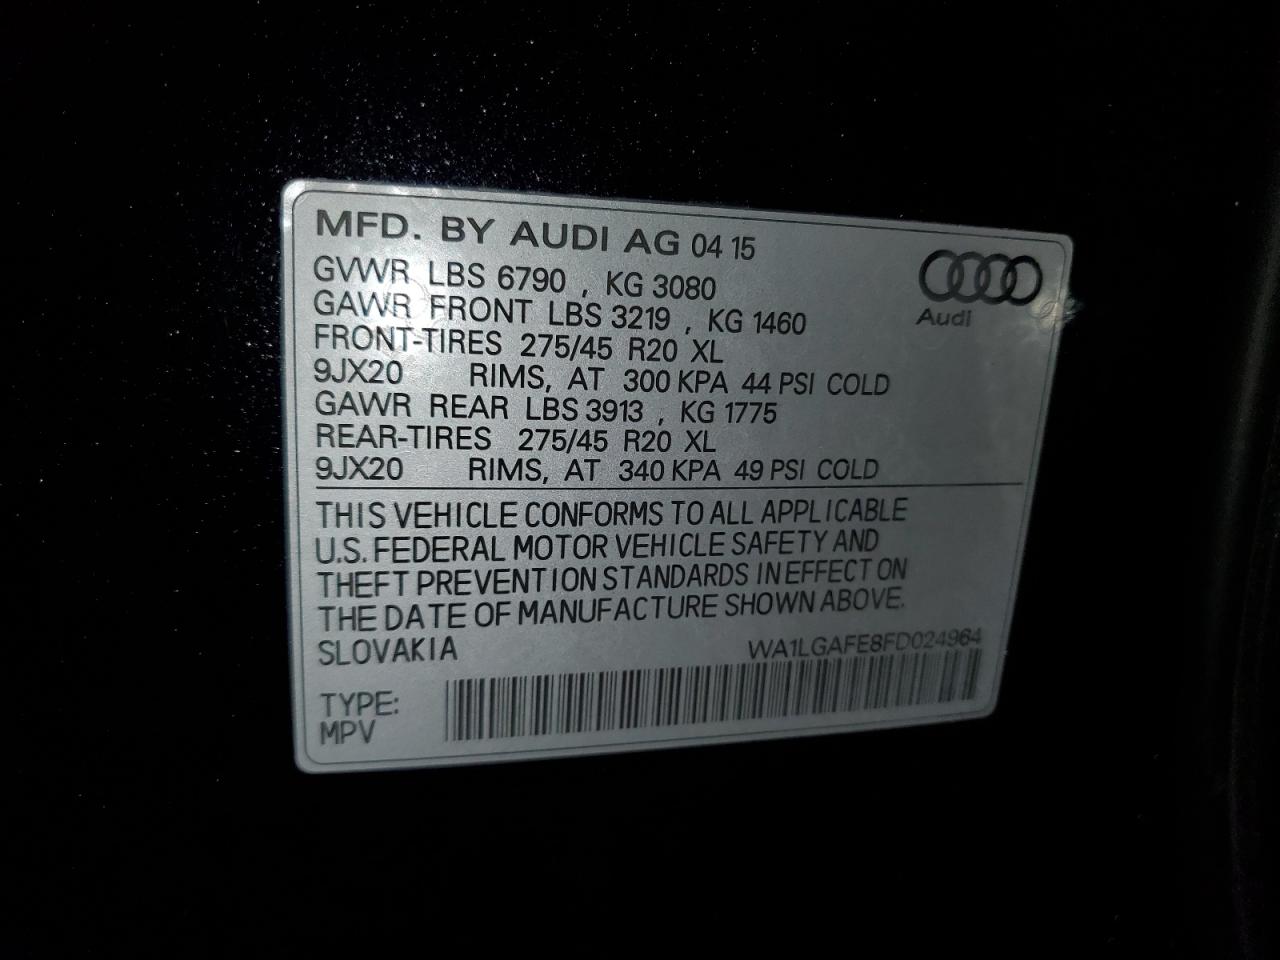 MFD. BY AUDI AG 04 15
GVWR LBS 6790 , KG 3080
GAWR FRONT LBS 3219 , KG 1460
FRONT-TIRES 275/45 R20 XL
9JX20 RIMS, AT 300 KPA 44 PSI COLD
GAWR REAR LBS 3913 , KG 1775
REAR-TIRES 275/45 R20 XL
9JX20 RIMS, AT 340 KPA 49 PSI COLD
Audi
THIS VEHICLE CONFORMS TO ALL APPLICABLE
U.S. FEDERAL MOTOR VEHICLE SAFETY AND
THEFT PREVENTION STANDARDS IN EFFECT ON
THE DATE OF MANUFACTURE SHOWN ABOVE.
SLOVAKIA WA1LGAFE8FD024964
TYPE:
MPV